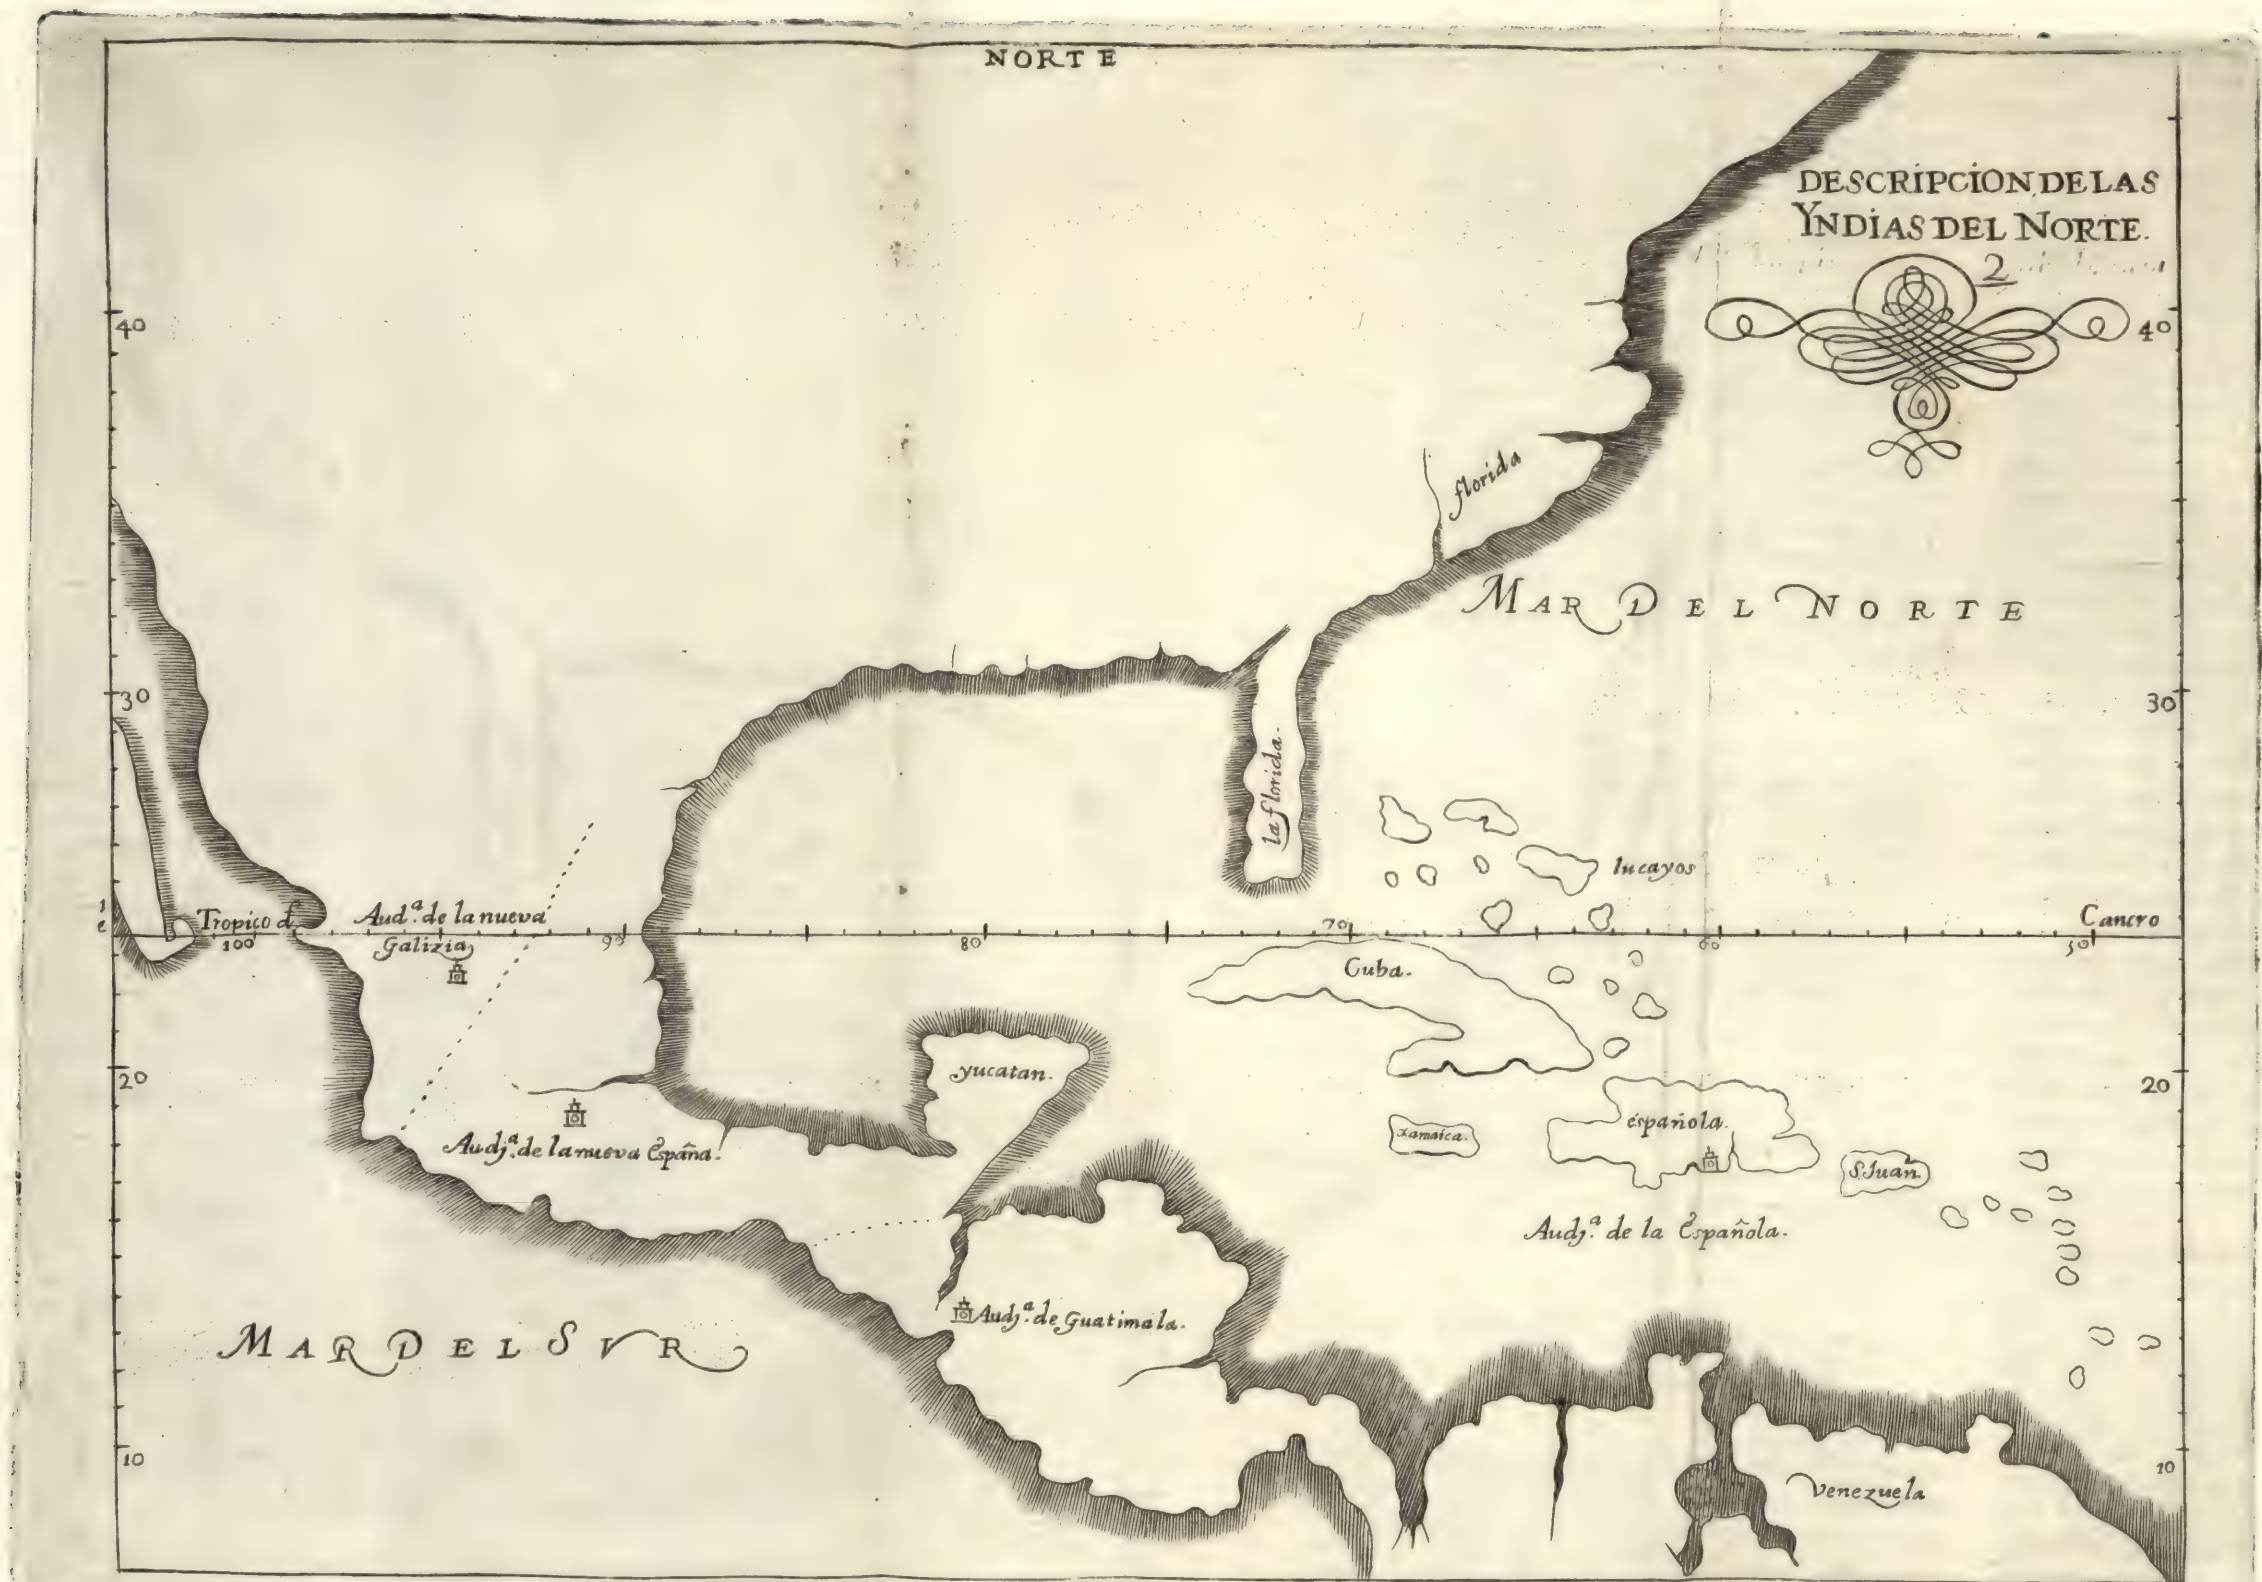 NORTE
DESCRIPCION DE LAS
YNDIAS DEL NORTE.
2
40
40
florida
MAR DEL NORTE
30
30
la florida.
lucayos
Tropico d.
Aud.ª de la nueva
Galizia
Cancro
100
90
80
70
60
50
Cuba.
20
yucatan.
20
Audj.ª de la nueva España.
xamaica.
española.
S. Juan
Audj.ª de la Española.
Audj.ª de Guatimala.
MAR DEL SVR
10
10
Venezuela